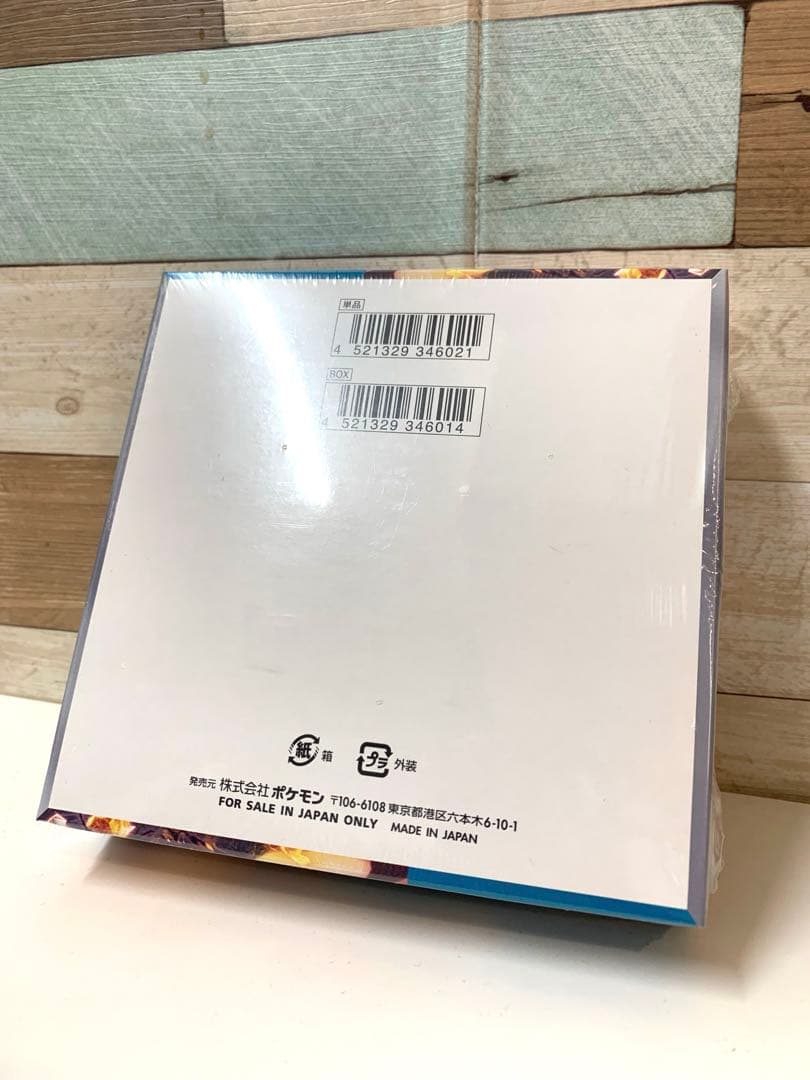 単品
4 521329 346021
BOX
4 521329 346014
紙 箱 プラ 外装
発売元 株式会社 ポケモン 〒106-6108 東京都港区六本木6-10-1
FOR SALE IN JAPAN ONLY MADE IN JAPAN